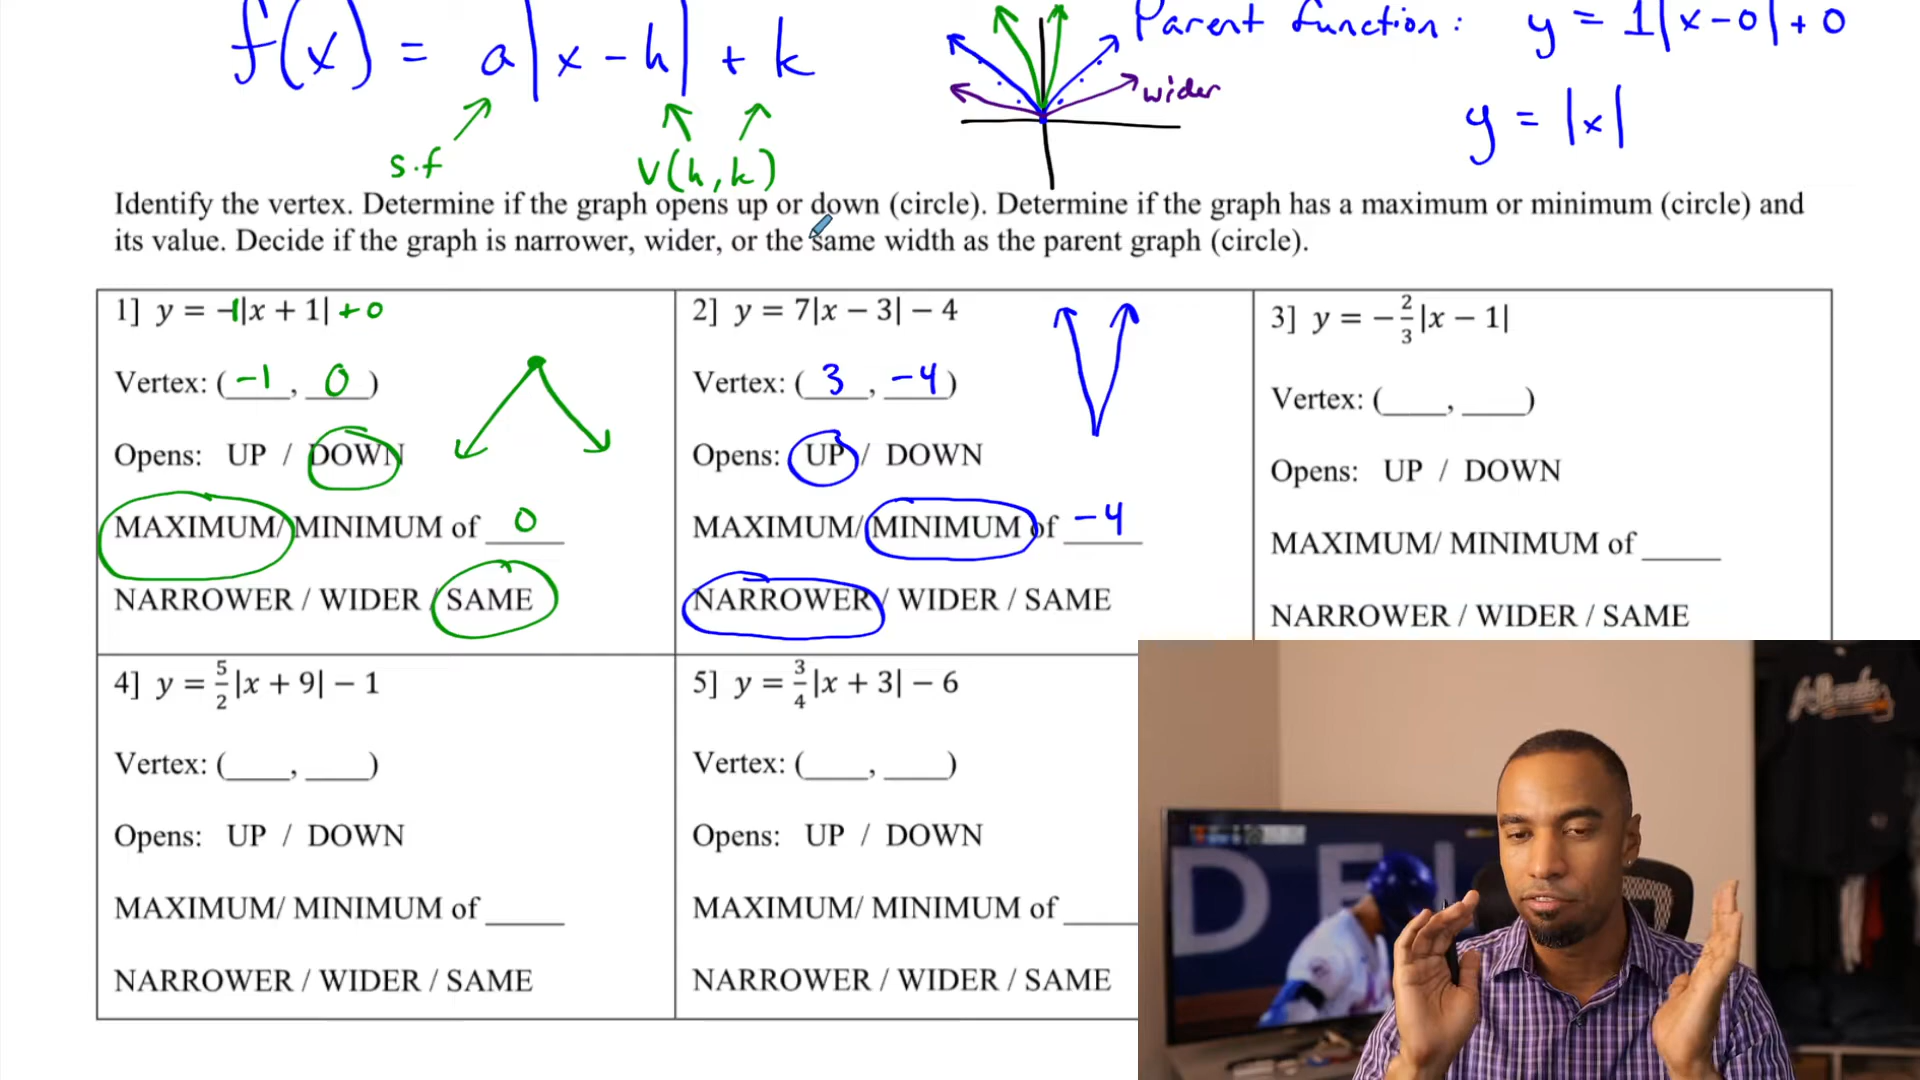 f(x) = a|x - h| + k
Parent function: y = 1|x-0| + 0
wider
y = |x|
s.f
V(h, k)
Identify the vertex. Determine if the graph opens up or down (circle). Determine if the graph has a maximum or minimum (circle) and
its value. Decide if the graph is narrower, wider, or the same width as the parent graph (circle).
1] y = -1|x + 1| + 0
Vertex: (-1, 0)
Opens: UP / DOWN
MAXIMUM/ MINIMUM of 0
NARROWER / WIDER / SAME
2] y = 7|x − 3| − 4
Vertex: (3, -4)
Opens: UP / DOWN
MAXIMUM/ MINIMUM of -4
NARROWER / WIDER / SAME
3] y = −2/3|x − 1|
Vertex: (____, ____)
Opens: UP / DOWN
MAXIMUM/ MINIMUM of _____
NARROWER / WIDER / SAME
4] y = 5/2|x + 9| − 1
Vertex: (____, ____)
Opens: UP / DOWN
MAXIMUM/ MINIMUM of _____
NARROWER / WIDER / SAME
5] y = 3/4|x + 3| − 6
Vertex: (____, ____)
Opens: UP / DOWN
MAXIMUM/ MINIMUM of _____
NARROWER / WIDER / SAME